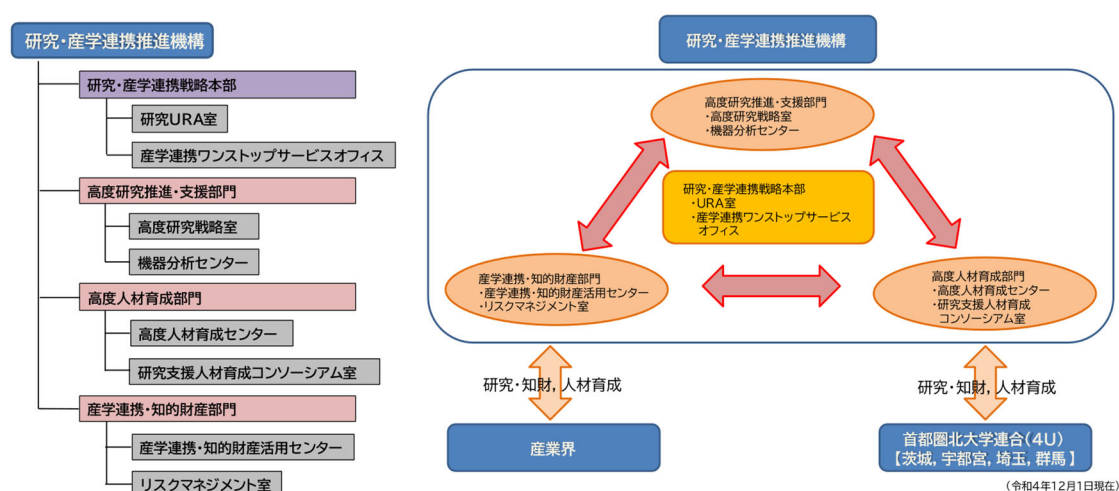 研究・産学連携推進機構
研究・産学連携戦略本部
研究URA室
産学連携ワンストップサービスオフィス
高度研究推進・支援部門
高度研究戦略室
機器分析センター
高度人材育成部門
高度人材育成センター
研究支援人材育成コンソーシアム室
産学連携・知的財産部門
産学連携・知的財産活用センター
リスクマネジメント室
研究・産学連携推進機構
高度研究推進・支援部門
・高度研究戦略室
・機器分析センター
研究・産学連携戦略本部
・URA室
・産学連携ワンストップサービス
オフィス
産学連携・知的財産部門
・産学連携・知的財産活用センター
・リスクマネジメント室
高度人材育成部門
・高度人材育成センター
・研究支援人材育成
コンソーシアム室
研究・知財, 人材育成
研究・知財, 人材育成
産業界
首都圏北大学連合(4U)
【茨城, 宇都宮, 埼玉, 群馬】
(令和4年12月1日現在)